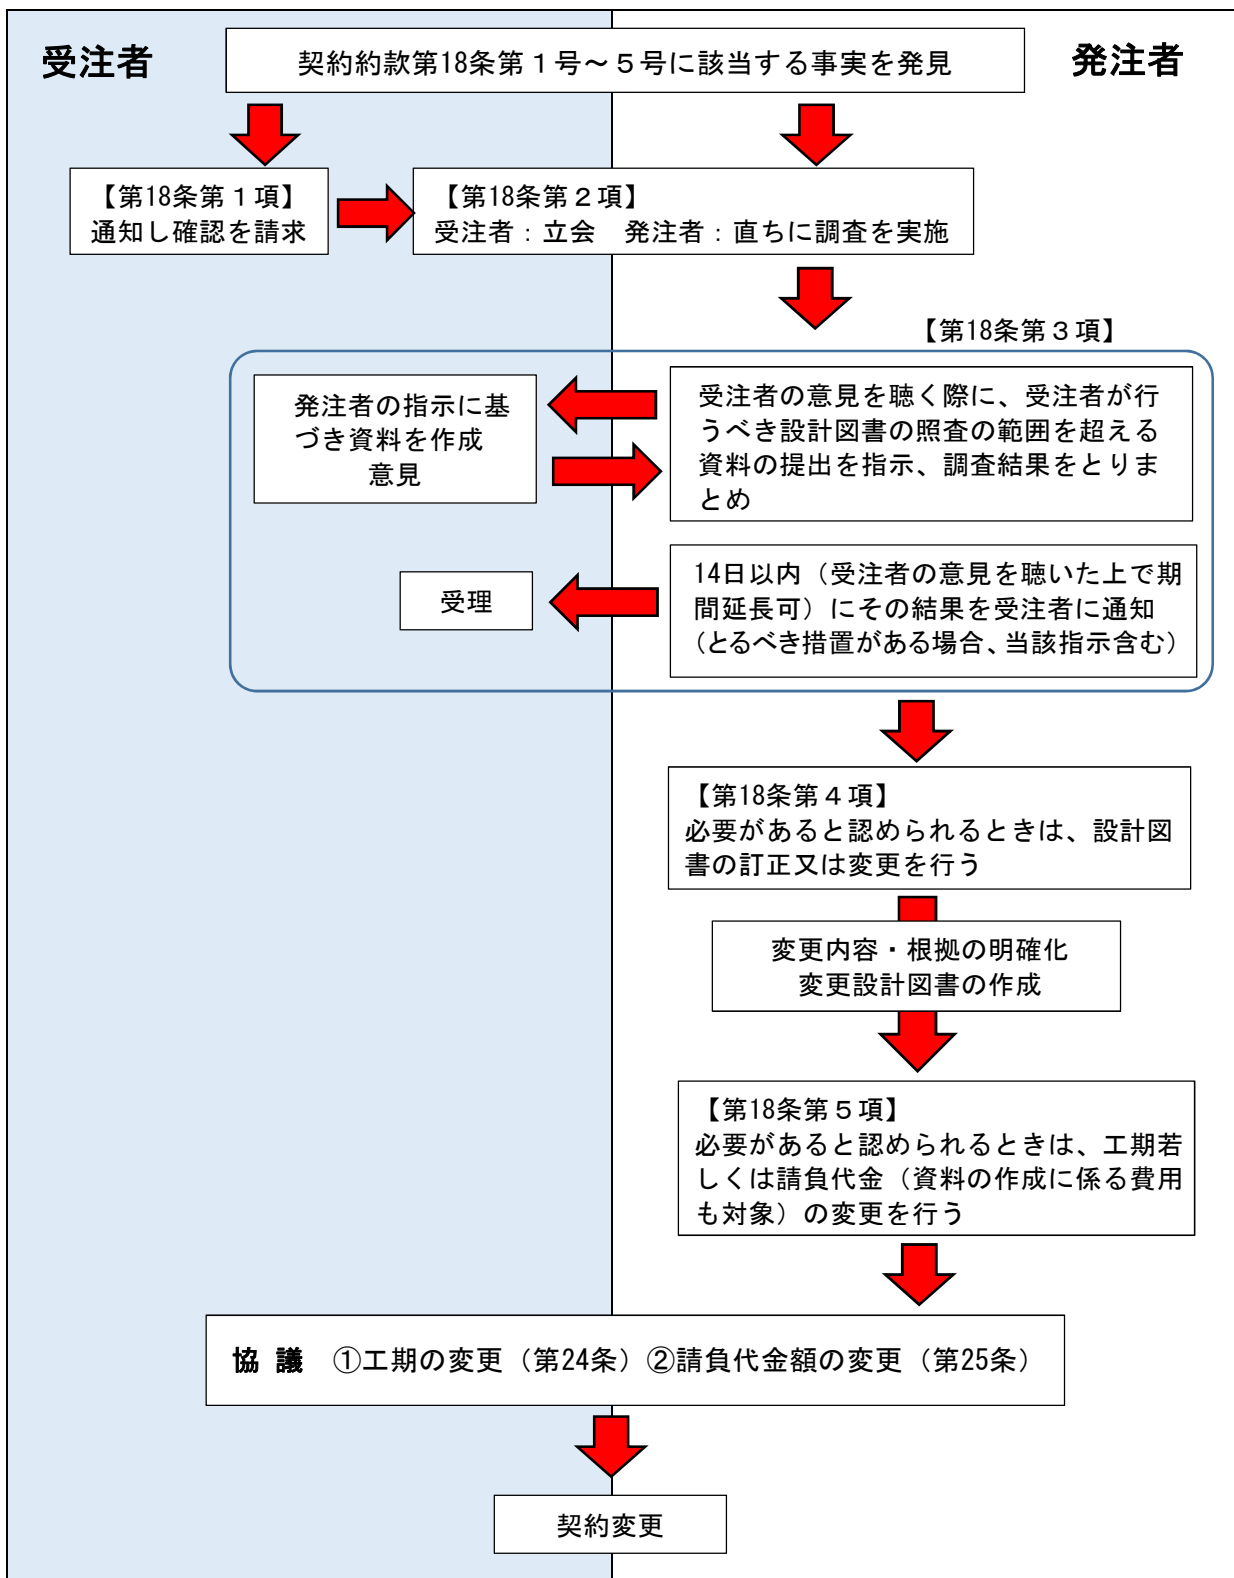 受注者
発注者
契約約款第18条第１号～５号に該当する事実を発見
【第18条第１項】
通知し確認を請求
【第18条第２項】
受注者：立会　発注者：直ちに調査を実施
【第18条第３項】
発注者の指示に基
づき資料を作成
意見
受注者の意見を聴く際に、受注者が行
うべき設計図書の照査の範囲を超える
資料の提出を指示、調査結果をとりま
とめ
受理
14日以内（受注者の意見を聴いた上で期
間延長可）にその結果を受注者に通知
（とるべき措置がある場合、当該指示含む）
【第18条第４項】
必要があると認められるときは、設計図
書の訂正又は変更を行う
変更内容・根拠の明確化
変更設計図書の作成
【第18条第５項】
必要があると認められるときは、工期若
しくは請負代金（資料の作成に係る費用
も対象）の変更を行う
協 議　①工期の変更（第24条）②請負代金額の変更（第25条）
契約変更